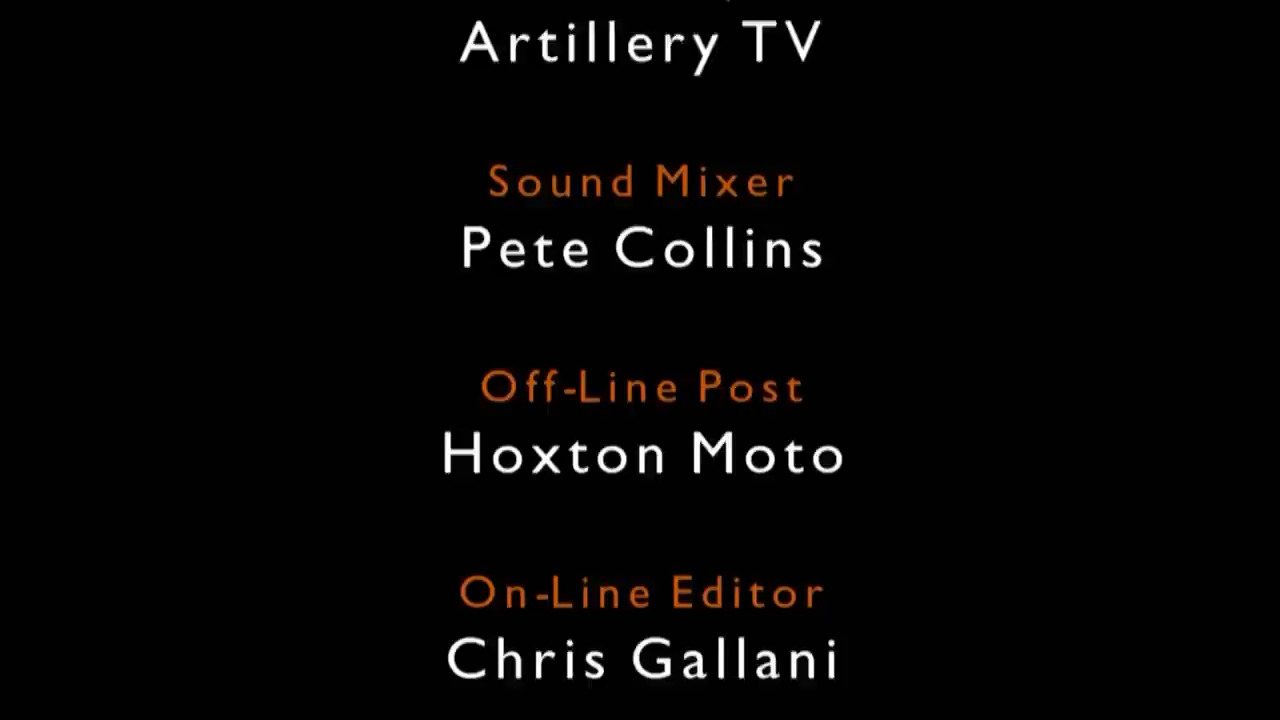 Artillery TV
Sound Mixer
Pete Collins
Off-Line Post
Hoxton Moto
On-Line Editor
Chris Gallani